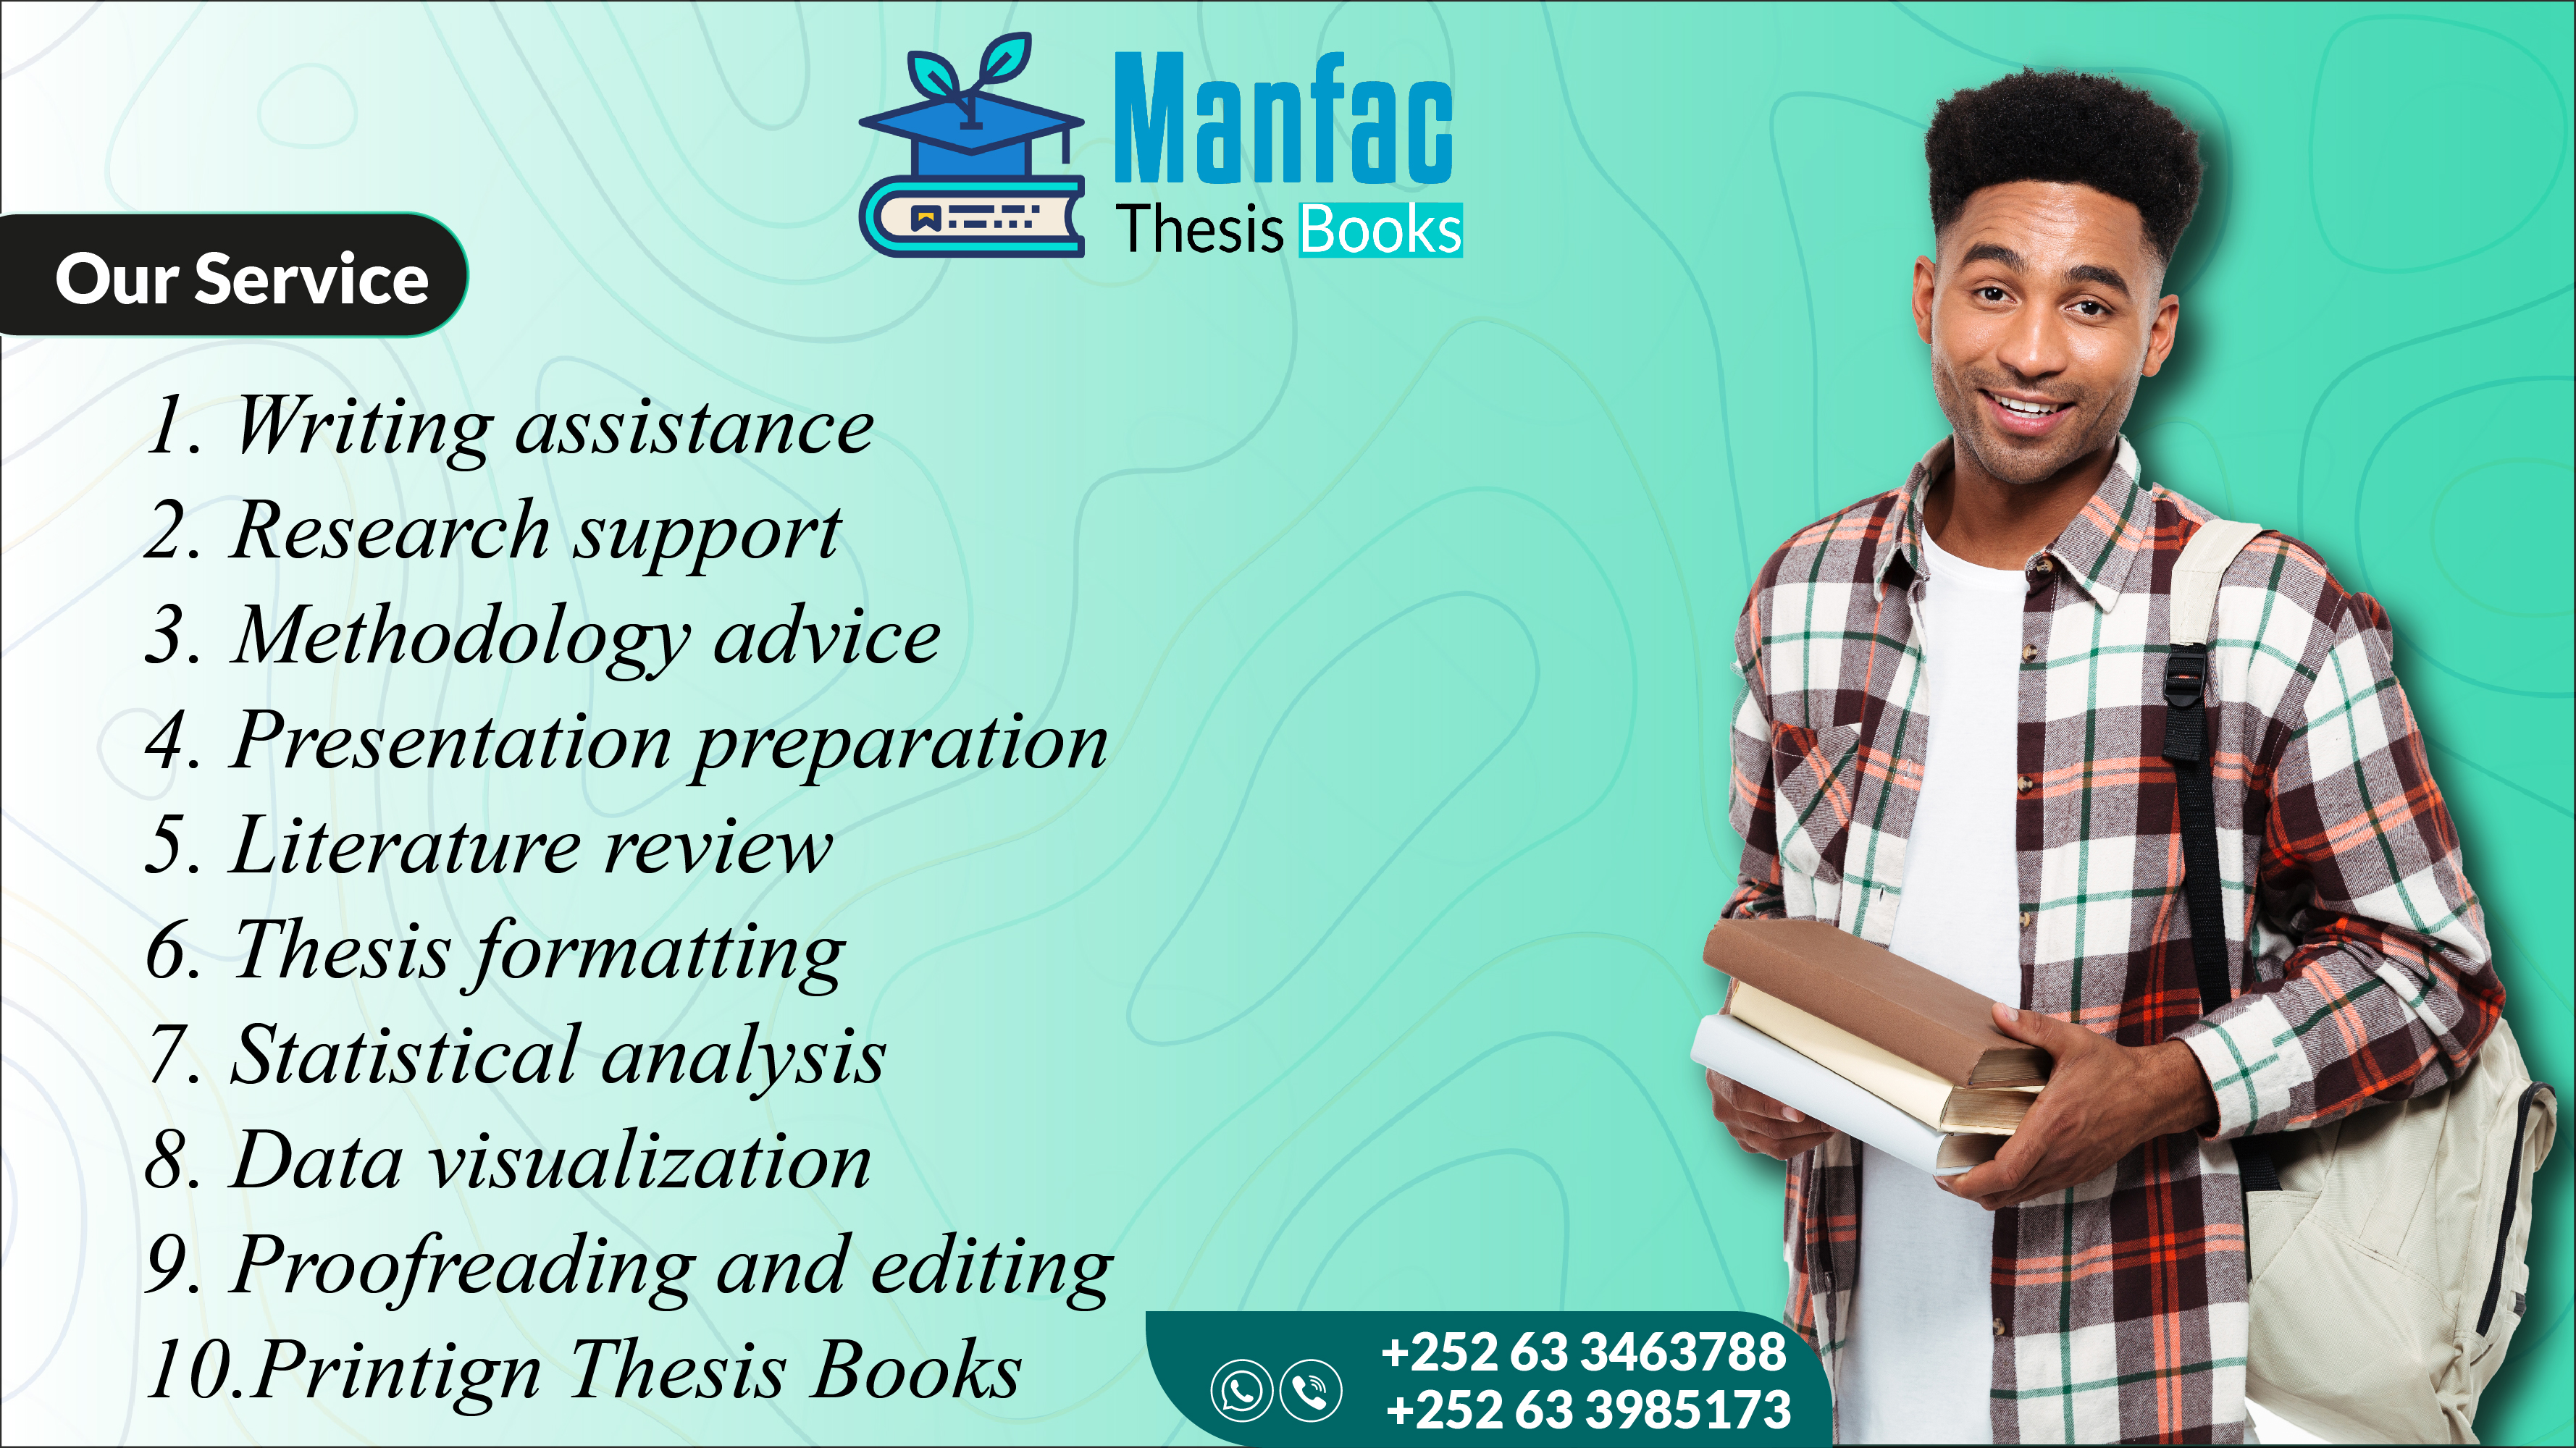 Manfac
Thesis Books
Our Service
1. Writing assistance
2. Research support
3. Methodology advice
4. Presentation preparation
5. Literature review
6. Thesis formatting
7. Statistical analysis
8. Data visualization
9. Proofreading and editing
10.Printign Thesis Books
+252 63 3463788
+252 63 3985173